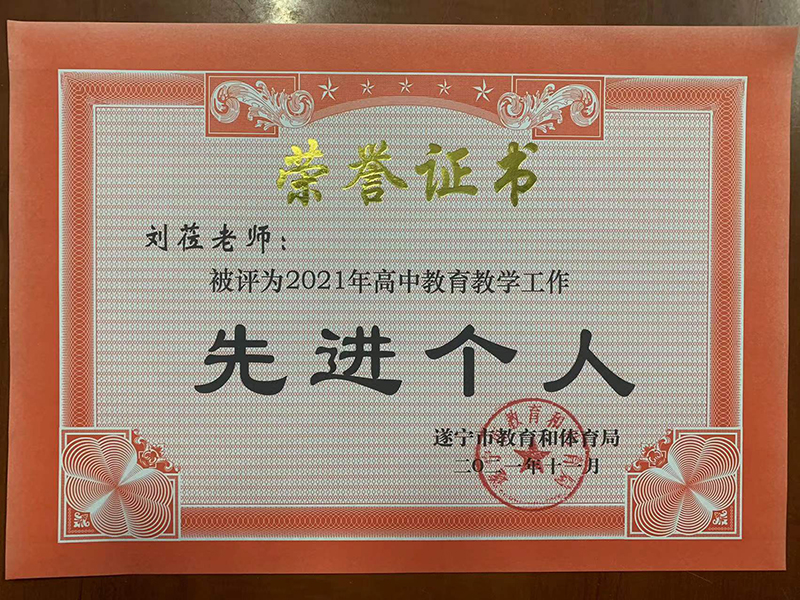 荣誉证书
刘莅老师：
被评为2021年高中教育教学工作
先进个人
遂宁市教育和体育局
二〇二一年十一月